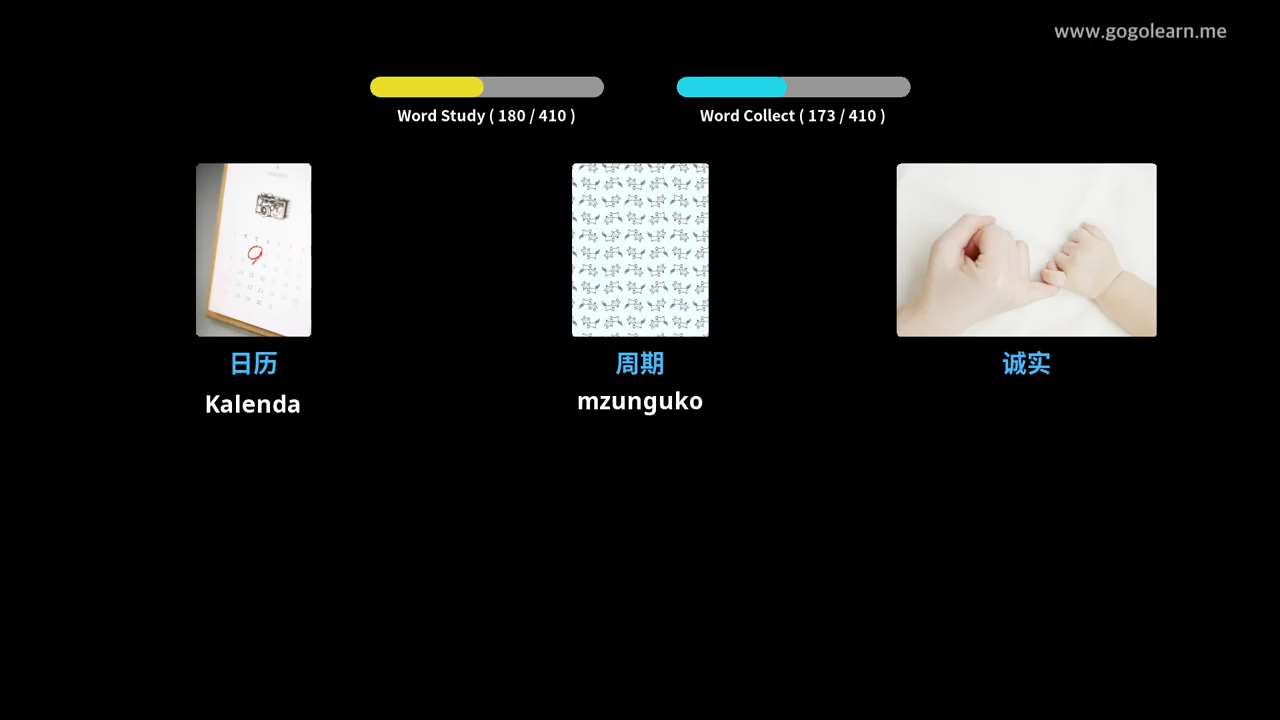 www.gogolearn.me
Word Study ( 180 / 410 )
Word Collect ( 173 / 410 )
日历
周期
诚实
Kalenda
mzunguko